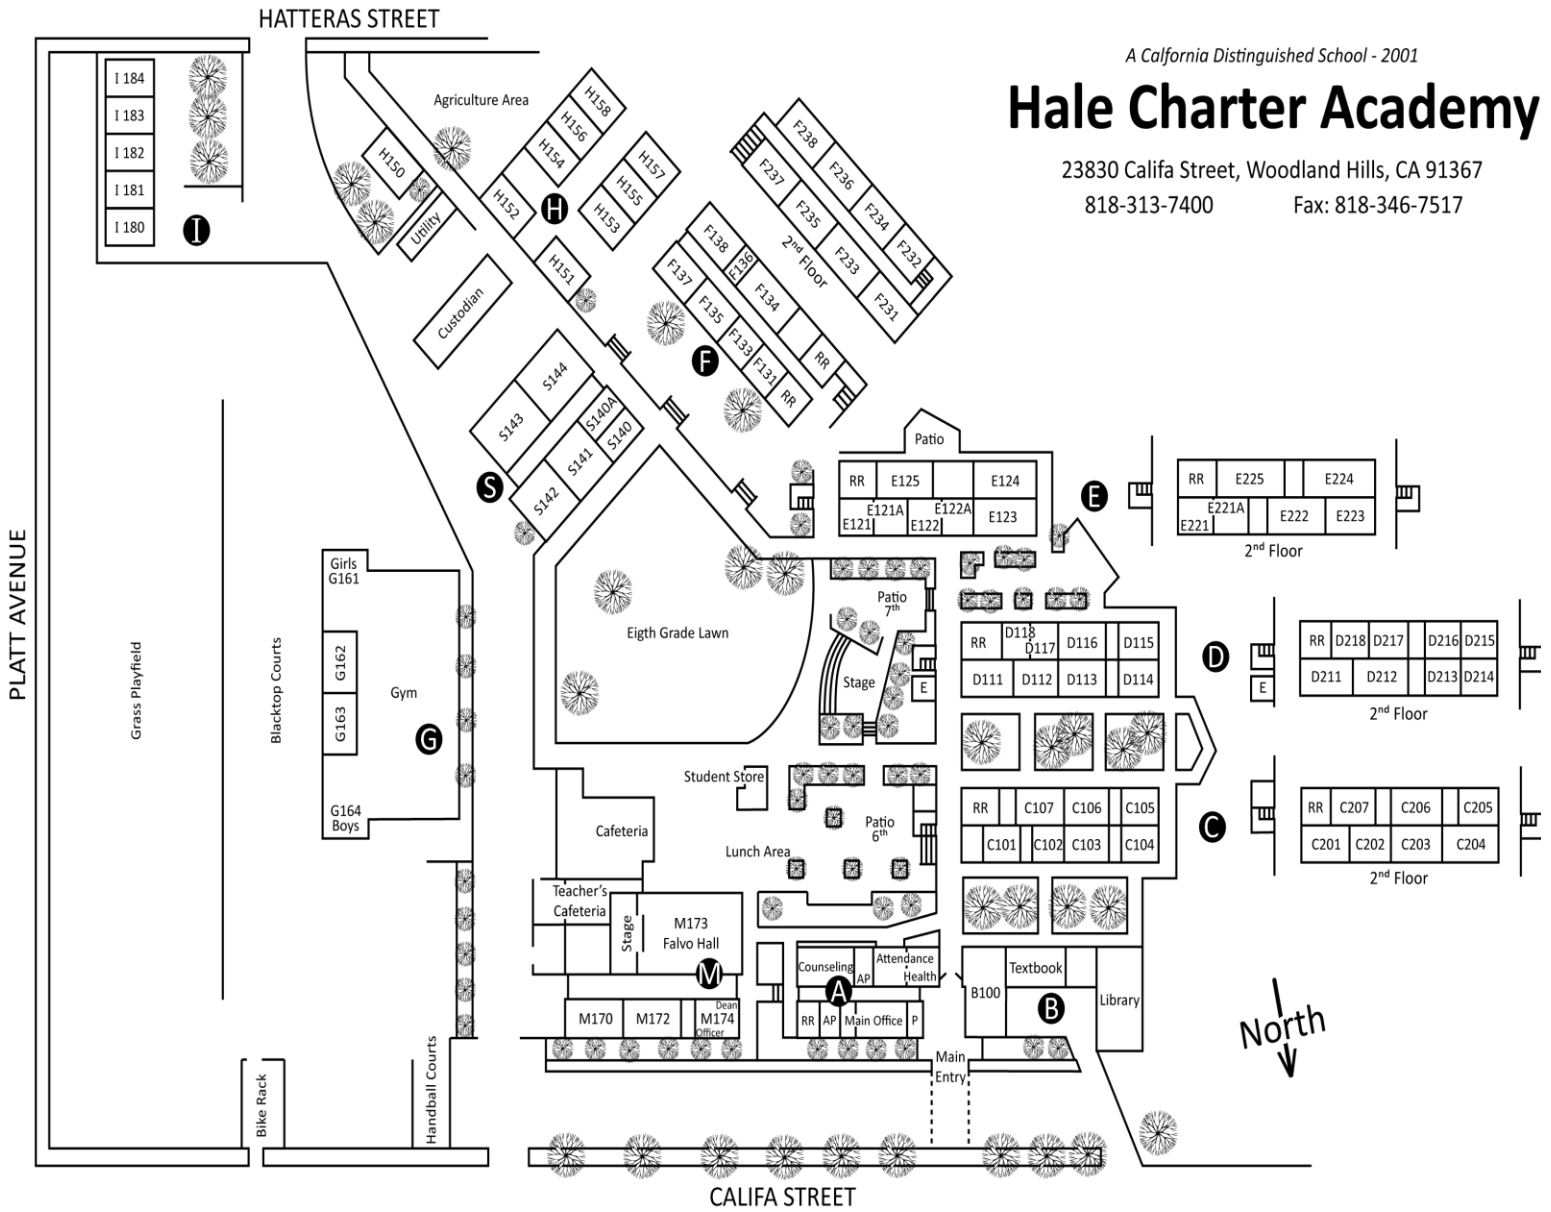 HATTERAS STREET
A Calfornia Distinguished School - 2001
Hale Charter Academy
23830 Califa Street, Woodland Hills, CA 91367
818-313-7400 Fax: 818-346-7517
I 184
I 183
I 182
I 181
I 180
I
Agriculture Area
H150
Utility
Custodian
H158
H156
H154
H152
H
H157
H155
H153
H151
F238
F236
F234
F232
F237
F235
F233
F231
2nd Floor
F138
F136
F134
RR
F137
F135
F133
F131
RR
F
S144
S143
S140A
S140
S141
S142
S
Patio
RR
E125
E124
E121
E121A
E122
E122A
E123
E
RR
E225
E224
E221
E221A
E222
E223
2nd Floor
PLATT AVENUE
Grass Playfield
Blacktop Courts
Girls
G161
G162
G163
Gym
G
G164
Boys
Eigth Grade Lawn
Patio
7th
Stage
E
RR
D118
D117
D116
D115
D111
D112
D113
D114
D
E
RR
D218
D217
D216
D215
D211
D212
D213
D214
2nd Floor
Student Store
Cafeteria
Lunch Area
Patio
6th
RR
C107
C106
C105
C101
C102
C103
C104
C
RR
C207
C206
C205
C201
C202
C203
C204
2nd Floor
Teacher's
Cafeteria
Stage
M173
Falvo Hall
M
M170
M172
Dean
M174
Officer
Counseling
AP
Attendance
Health
A
RR
AP
Main Office
P
B100
Textbook
B
Library
Main
Entry
North
Bike Rack
Handball Courts
CALIFA STREET